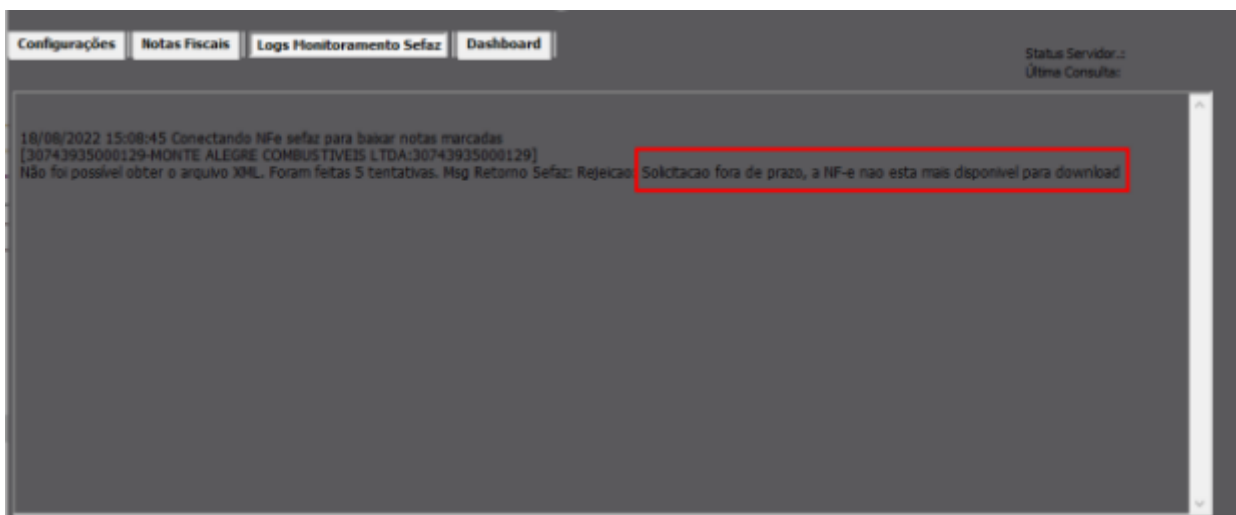 Configurações Notas Fiscais Logs Monitoramento Sefaz Dashboard
Status Servidor.:
Última Consulta:
18/08/2022 15:08:45 Conectando NFe sefaz para baixar notas marcadas
[30743935000129-MONTE ALEGRE COMBUSTIVEIS LTDA:30743935000129]
Não foi possível obter o arquivo XML. Foram feitas 5 tentativas. Msg Retorno Sefaz: Rejeicao: Solicitacao fora de prazo, a NF-e nao esta mais disponivel para download